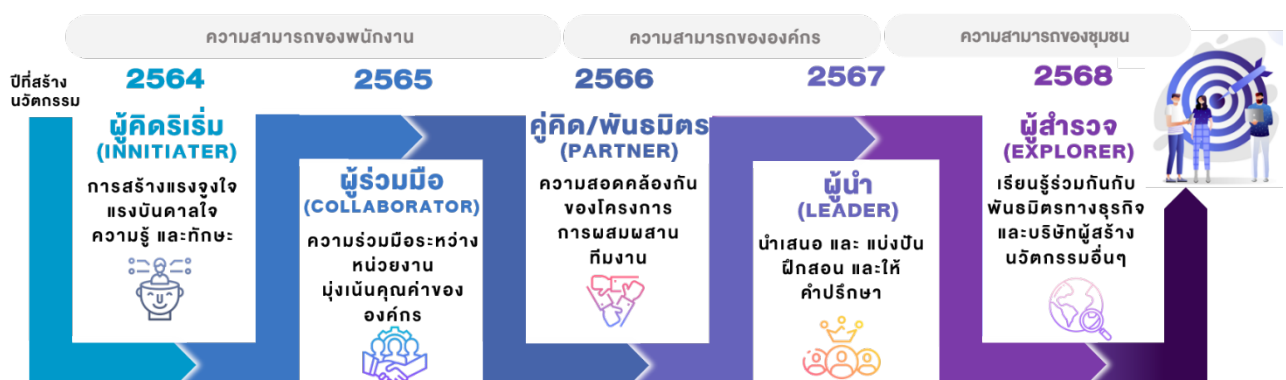 ความสามารถของพนักงาน
ความสามารถขององค์กร
ความสามารถของชุมชน
ปีที่สร้าง
นวัตกรรม
2564
ผู้คิดริเริ่ม
(INNITIATER)
การสร้างแรงจูงใจ
แรงบันดาลใจ
ความรู้ และทักษะ
2565
ผู้ร่วมมือ
(COLLABORATOR)
ความร่วมมือระหว่าง
หน่วยงาน
มุ่งเน้นคุณค่าของ
องค์กร
2566
คู่คิด/พันธมิตร
(PARTNER)
ความสอดคล้องกัน
ของโครงการ
การผสมผสาน
ทีมงาน
2567
ผู้นำ
(LEADER)
นำเสนอ และ แบ่งปัน
ฝึกสอน และให้
คำปรึกษา
2568
ผู้สำรวจ
(EXPLORER)
เรียนรู้ร่วมกันกับ
พันธมิตรทางธุรกิจ
และบริษัทผู้สร้าง
นวัตกรรมอื่นๆ